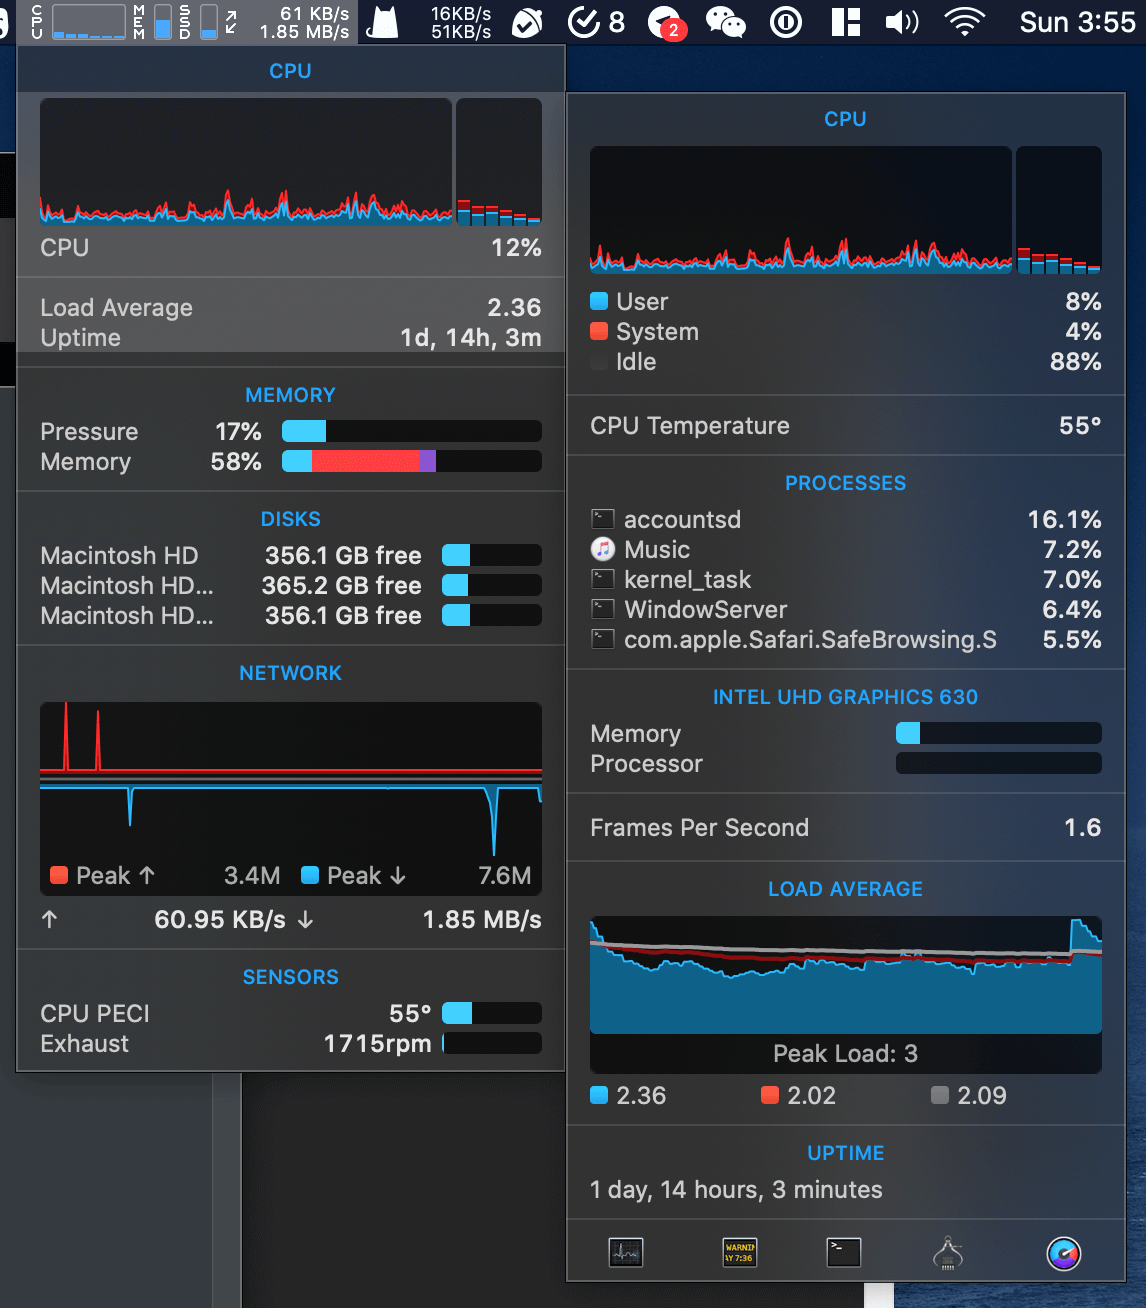 CPU
MEM
SSD
61 KB/s
1.85 MB/s
16KB/s
51KB/s
8
2
Sun 3:55
CPU
CPU 12%
Load Average 2.36
Uptime 1d, 14h, 3m
MEMORY
Pressure 17%
Memory 58%
DISKS
Macintosh HD 356.1 GB free
Macintosh HD... 365.2 GB free
Macintosh HD... 356.1 GB free
NETWORK
Peak ↑ 3.4M Peak ↓ 7.6M
↑ 60.95 KB/s ↓ 1.85 MB/s
SENSORS
CPU PECI 55°
Exhaust 1715rpm
CPU
User 8%
System 4%
Idle 88%
CPU Temperature 55°
PROCESSES
accountsd 16.1%
Music 7.2%
kernel_task 7.0%
WindowServer 6.4%
com.apple.Safari.SafeBrowsing.S 5.5%
INTEL UHD GRAPHICS 630
Memory
Processor
Frames Per Second 1.6
LOAD AVERAGE
Peak Load: 3
2.36 2.02 2.09
UPTIME
1 day, 14 hours, 3 minutes
WARNIN
AY 7:36